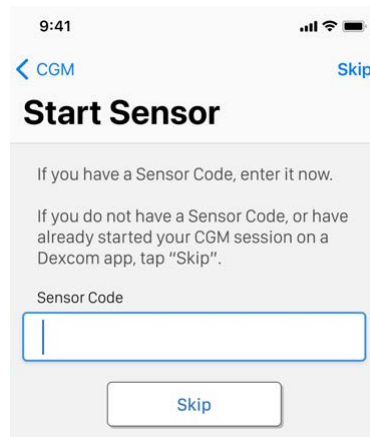 9:41
CGM
Skip
Start Sensor
If you have a Sensor Code, enter it now.
If you do not have a Sensor Code, or have
already started your CGM session on a
Dexcom app, tap “Skip”.
Sensor Code
Skip